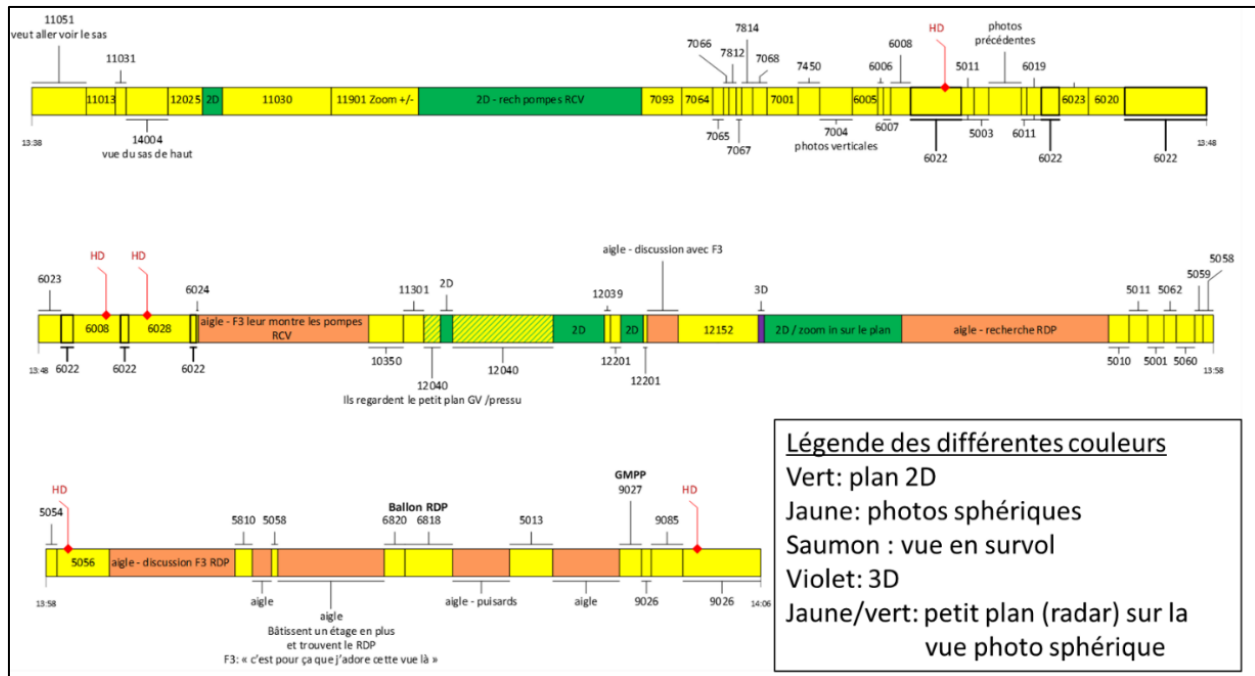 11051
veut aller voir le sas
11031
7066
7812
7814
7068
7450
6006
6008
HD
5011
photos
précédentes
6019
11013
12025
2D
11030
11901 Zoom +/-
2D - rech pompes RCV
7093
7064
7001
6005
6023
6020
13:38
14004
vue du sas de haut
7065
7067
7004
photos verticales
6007
6022
5003
6011
6022
6022
13:48
6023
HD
HD
6024
11301
2D
12039
aigle - discussion avec F3
3D
5011
5062
5059
5058
6008
6028
aigle - F3 leur montre les pompes
RCV
2D
2D
12152
2D / zoom in sur le plan
aigle - recherche RDP
13:48
6022
6022
6022
10350
12040
12040
Ils regardent le petit plan GV /pressu
12201
12201
5010
5001
5060
13:58
5054
HD
5810
5058
Ballon RDP
6820
6818
5013
GMPP
9027
9085
HD
5056
aigle - discussion F3 RDP
13:58
aigle
aigle
Bâtissent un étage en plus
et trouvent le RDP
F3: « c'est pour ça que j'adore cette vue là »
aigle - puisards
aigle
9026
9026
14:06
Légende des différentes couleurs
Vert: plan 2D
Jaune: photos sphériques
Saumon : vue en survol
Violet: 3D
Jaune/vert: petit plan (radar) sur la
vue photo sphérique